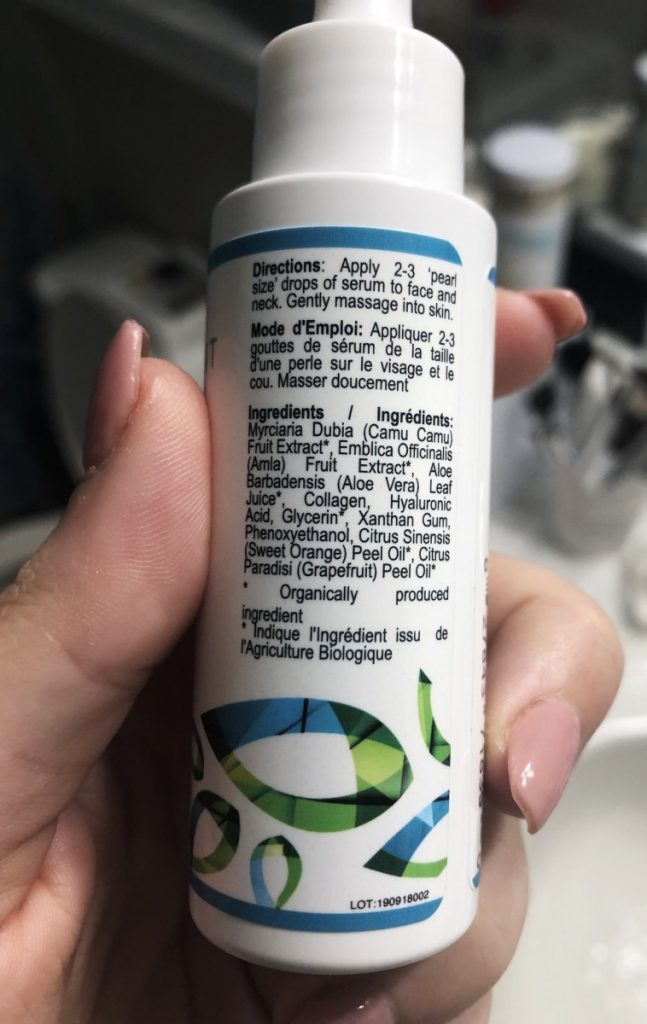 Directions: Apply 2-3 'pearl
size' drops of serum to face and
neck. Gently massage into skin.
Mode d'Emploi: Appliquer 2-3
gouttes de sérum de la taille
d'une perle sur le visage et le
cou. Masser doucement
Ingredients / Ingrédients:
Myrciaria Dubia (Camu Camu)
Fruit Extract*, Emblica Officinalis
(Amla) Fruit Extract*, Aloe
Barbadensis (Aloe Vera) Leaf
Juice*, Collagen, Hyaluronic
Acid, Glycerin*, Xanthan Gum,
Phenoxyethanol, Citrus Sinensis
(Sweet Orange) Peel Oil*, Citrus
Paradisi (Grapefruit) Peel Oil*
* Organically produced
ingredient
* Indique l'Ingrédient issu de
l'Agriculture Biologique
LOT:190918002